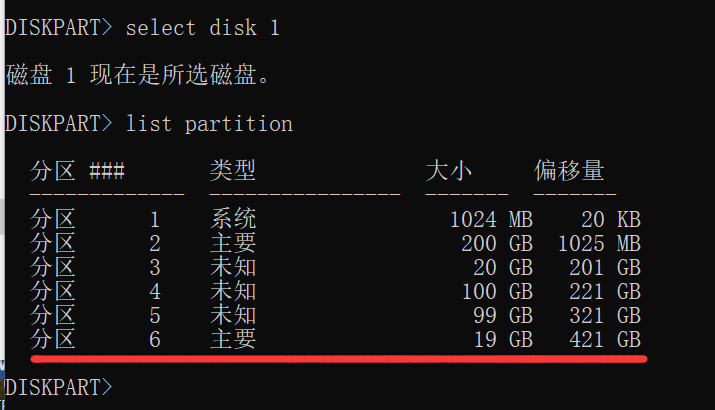 DISKPART> select disk 1
磁盘 1 现在是所选磁盘。
DISKPART> list partition
分区 ### 类型 大小 偏移量
------------- ---------------- ------- -------
分区 1 系统 1024 MB 20 KB
分区 2 主要 200 GB 1025 MB
分区 3 未知 20 GB 201 GB
分区 4 未知 100 GB 221 GB
分区 5 未知 99 GB 321 GB
分区 6 主要 19 GB 421 GB
DISKPART>